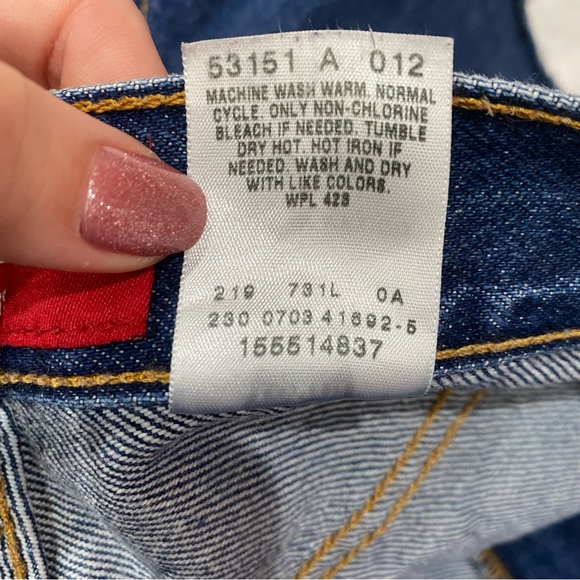 53151 A 012
MACHINE WASH WARM. NORMAL
CYCLE. ONLY NON-CHLORINE
BLEACH IF NEEDED. TUMBLE
DRY HOT. HOT IRON IF
NEEDED. WASH AND DRY
WITH LIKE COLORS.
WPL 423
219 731L 0A
230 0703 41692-5
155514837